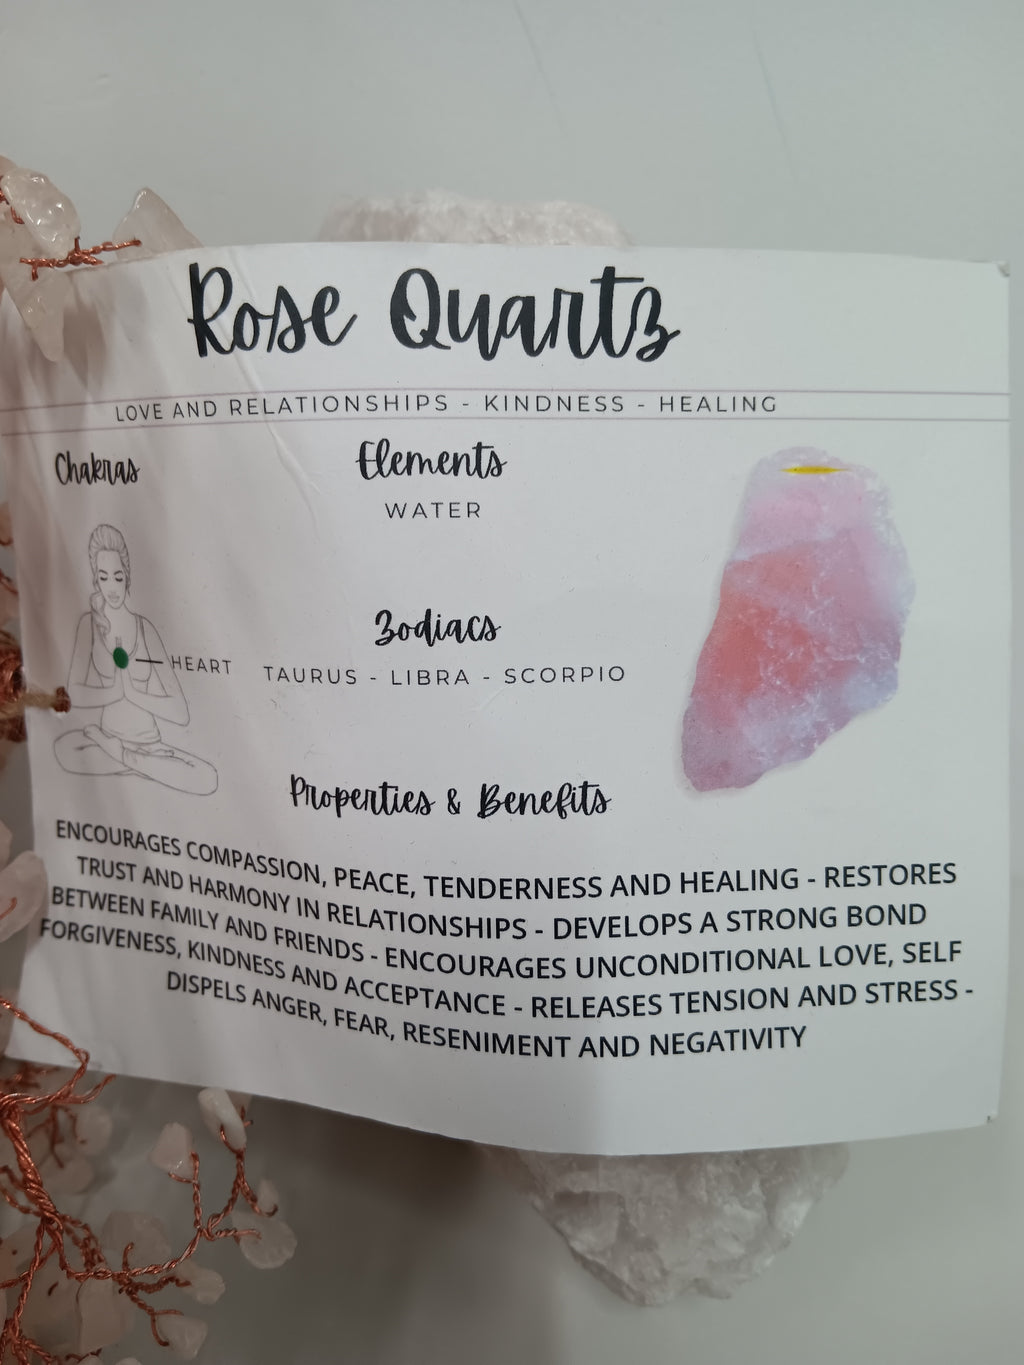 Rose Quartz
LOVE AND RELATIONSHIPS - KINDNESS - HEALING
Chakras
Elements
WATER
Zodiacs
HEART
TAURUS - LIBRA - SCORPIO
Properties & Benefits
ENCOURAGES COMPASSION, PEACE, TENDERNESS AND HEALING - RESTORES
TRUST AND HARMONY IN RELATIONSHIPS - DEVELOPS A STRONG BOND
BETWEEN FAMILY AND FRIENDS - ENCOURAGES UNCONDITIONAL LOVE, SELF
FORGIVENESS, KINDNESS AND ACCEPTANCE - RELEASES TENSION AND STRESS -
DISPELS ANGER, FEAR, RESENIMENT AND NEGATIVITY